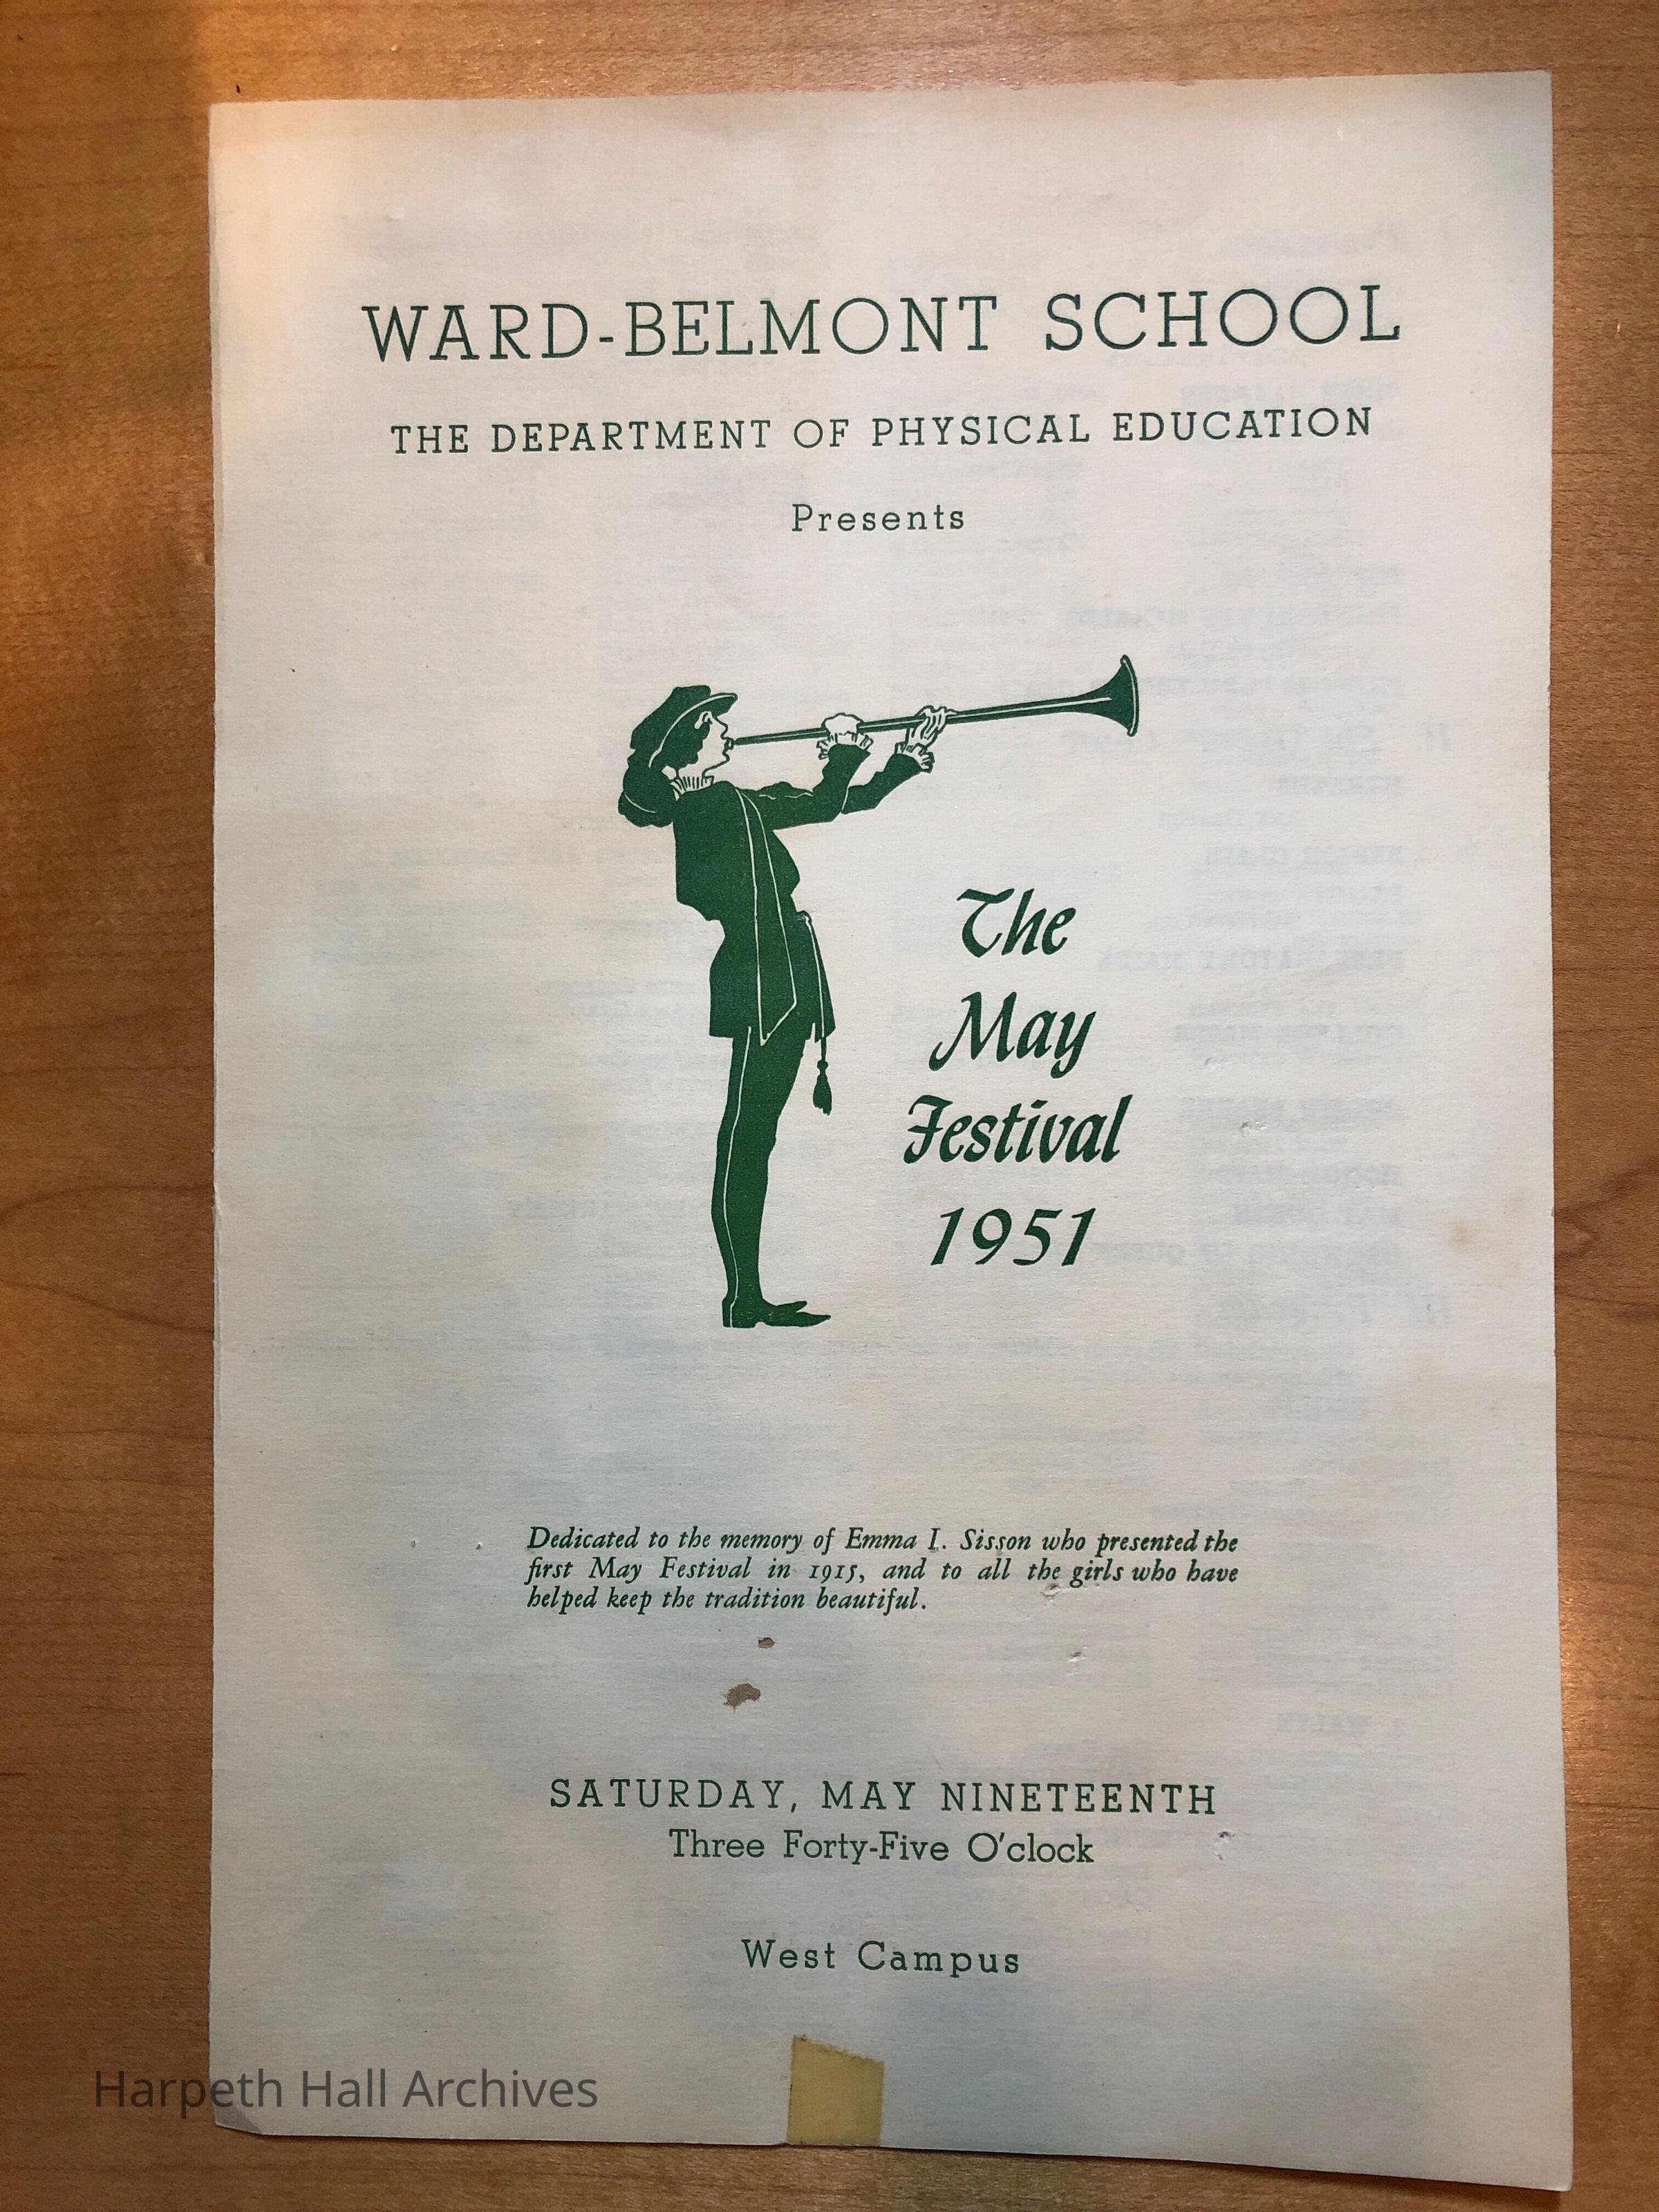 WARD-BELMONT SCHOOL
THE DEPARTMENT OF PHYSICAL EDUCATION
Presents
The
May
Festival
1951
Dedicated to the memory of Emma I. Sisson who presented the
first May Festival in 1915, and to all the girls who have
helped keep the tradition beautiful.
SATURDAY, MAY NINETEENTH
Three Forty-Five O'clock
West Campus
Harpeth Hall Archives